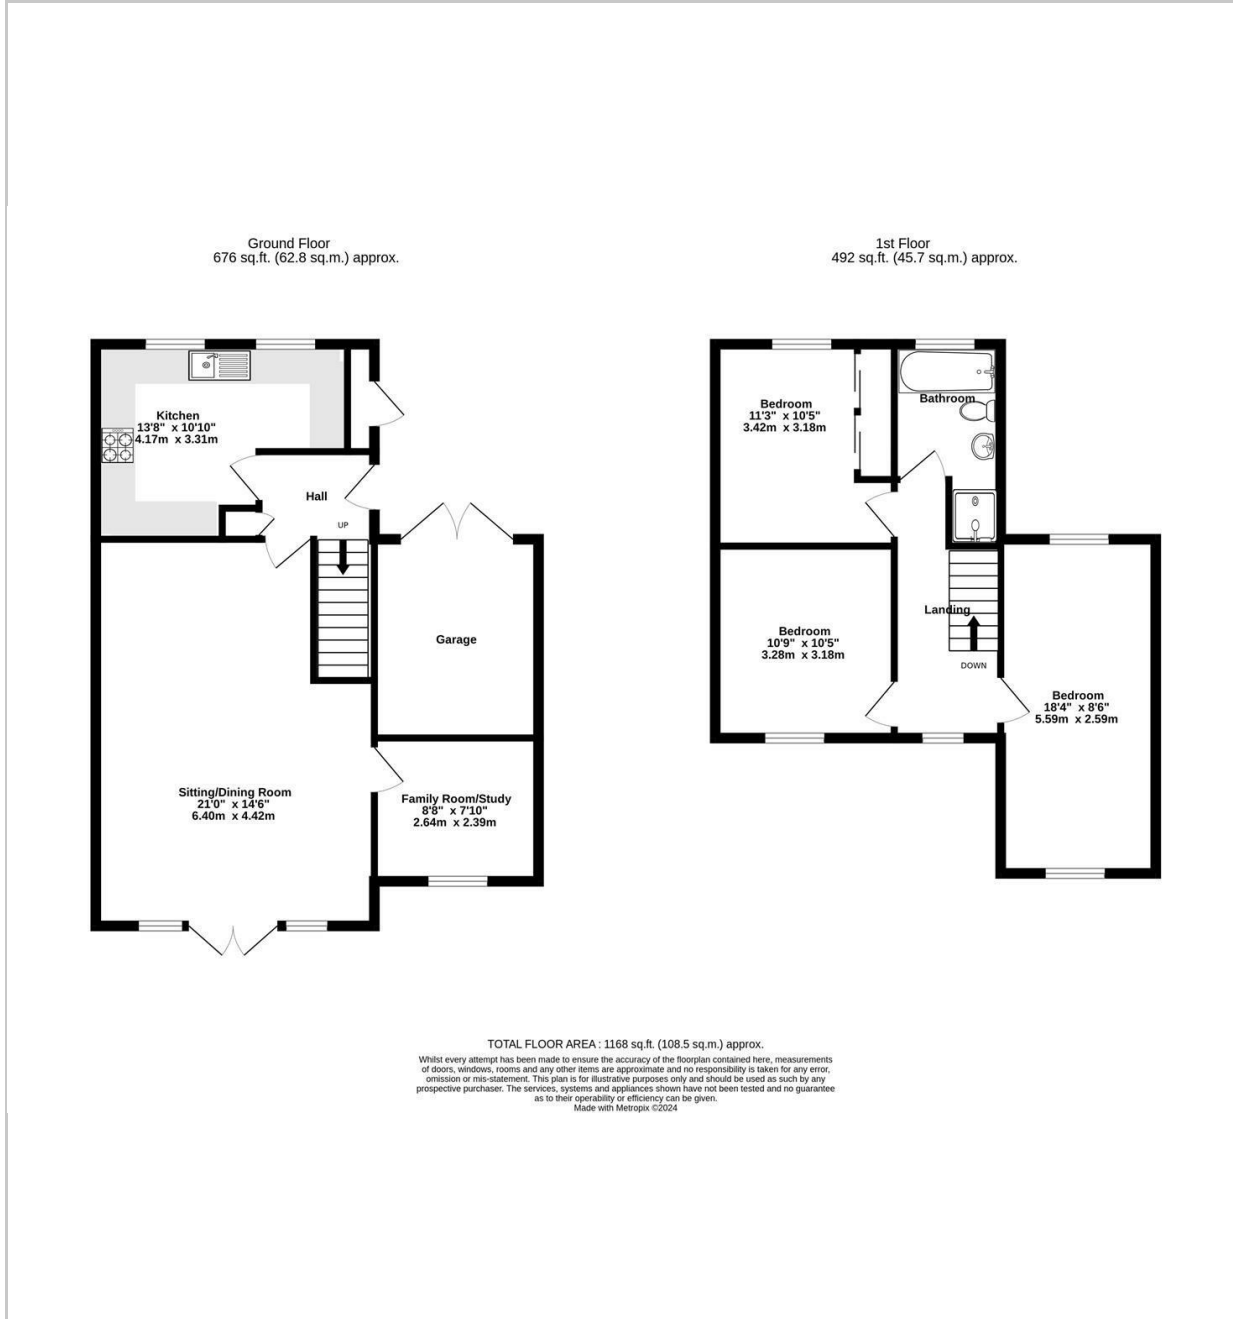 Ground Floor
676 sq.ft. (62.8 sq.m.) approx.
1st Floor
492 sq.ft. (45.7 sq.m.) approx.
Kitchen
13'8" x 10'10"
4.17m x 3.31m
Hall
UP
Garage
Sitting/Dining Room
21'0" x 14'6"
6.40m x 4.42m
Family Room/Study
8'8" x 7'10"
2.64m x 2.39m
Bedroom
11'3" x 10'5"
3.42m x 3.18m
Bathroom
Bedroom
10'9" x 10'5"
3.28m x 3.18m
Landing
DOWN
Bedroom
18'4" x 8'6"
5.59m x 2.59m
TOTAL FLOOR AREA : 1168 sq.ft. (108.5 sq.m.) approx.
Whilst every attempt has been made to ensure the accuracy of the floorplan contained here, measurements
of doors, windows, rooms and any other items are approximate and no responsibility is taken for any error,
omission or mis-statement. This plan is for illustrative purposes only and should be used as such by any
prospective purchaser. The services, systems and appliances shown have not been tested and no guarantee
as to their operability or efficiency can be given.
Made with Metropix ©2024